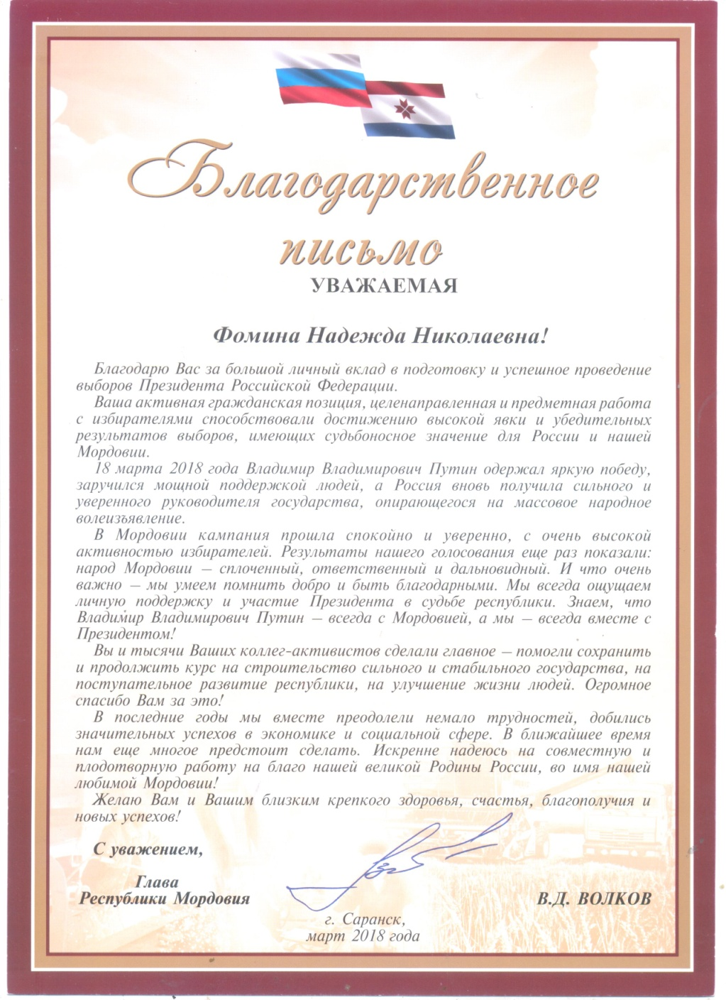 Благодарственное
письмо
УВАЖАЕМАЯ
Фомина Надежда Николаевна!
Благодарю Вас за большой личный вклад в подготовку и успешное проведение
выборов Президента Российской Федерации.
Ваша активная гражданская позиция, целенаправленная и предметная работа
с избирателями способствовали достижению высокой явки и убедительных
результатов выборов, имеющих судьбоносное значение для России и нашей
Мордовии.
18 марта 2018 года Владимир Владимирович Путин одержал яркую победу,
заручился мощной поддержкой людей, а Россия вновь получила сильного и
уверенного руководителя государства, опирающегося на массовое народное
волеизъявление.
В Мордовии кампания прошла спокойно и уверенно, с очень высокой
активностью избирателей. Результаты нашего голосования еще раз показали:
народ Мордовии – сплоченный, ответственный и дальновидный. И что очень
важно – мы умеем помнить добро и быть благодарными. Мы всегда ощущаем
личную поддержку и участие Президента в судьбе республики. Знаем, что
Владимир Владимирович Путин – всегда с Мордовией, а мы – всегда вместе с
Президентом!
Вы и тысячи Ваших коллег-активистов сделали главное – помогли сохранить
и продолжить курс на строительство сильного и стабильного государства, на
поступательное развитие республики, на улучшение жизни людей. Огромное
спасибо Вам за это!
В последние годы мы вместе преодолели немало трудностей, добились
значительных успехов в экономике и социальной сфере. В ближайшее время
нам еще многое предстоит сделать. Искренне надеюсь на совместную и
плодотворную работу на благо нашей великой Родины России, во имя нашей
любимой Мордовии!
Желаю Вам и Вашим близким крепкого здоровья, счастья, благополучия и
новых успехов!
С уважением,
Глава
Республики Мордовия
В.Д. ВОЛКОВ
г. Саранск,
март 2018 года